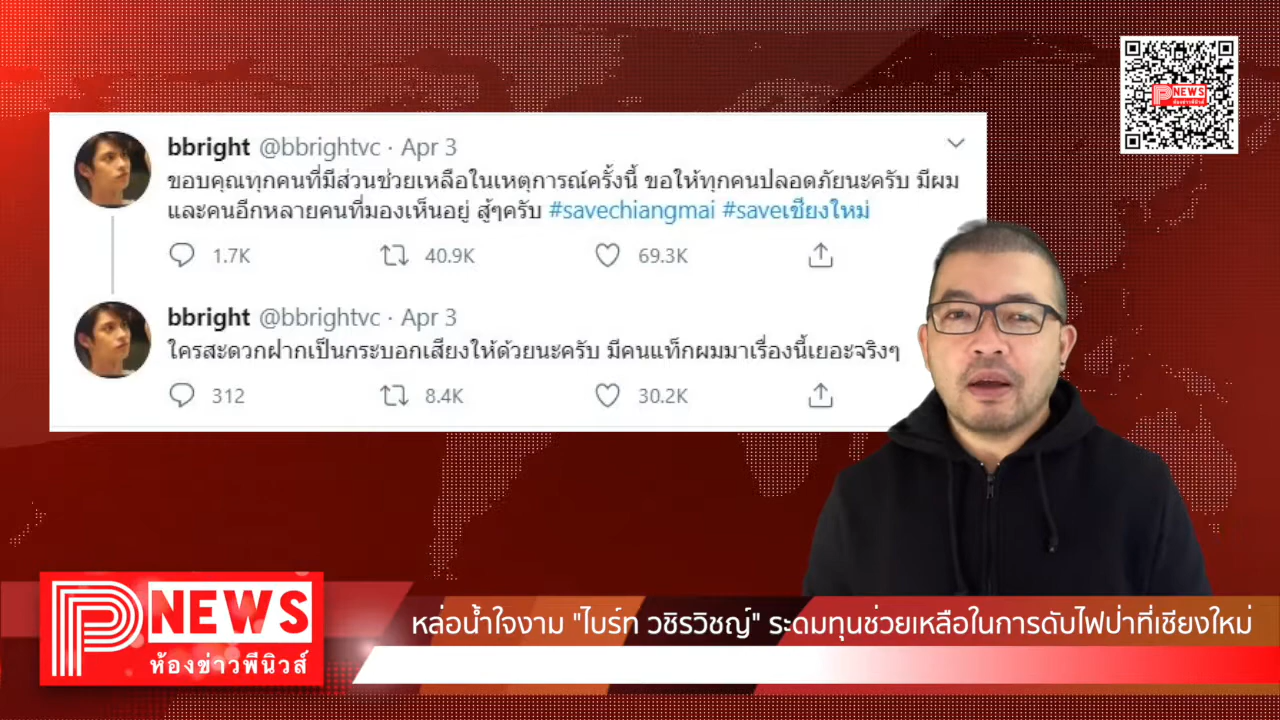 bbright @bbrightvc · Apr 3
ขอบคุณทุกคนที่มีส่วนช่วยเหลือในเหตุการณ์ครั้งนี้ ขอให้ทุกคนปลอดภัยนะครับ มีผม
และคนอีกหลายคนที่มองเห็นอยู่ สู้ๆครับ #savechiangmai #saveเชียงใหม่
1.7K 40.9K 69.3K
bbright @bbrightvc · Apr 3
ใครสะดวกฝากเป็นกระบอกเสียงให้ด้วยนะครับ มีคนแท็กผมมาเรื่องนี้เยอะจริงๆ
312 8.4K 30.2K
P NEWS
ห้องข่าวพีนิวส์
P NEWS
ห้องข่าวพีนิวส์
หล่อน้ำใจงาม "ไบร์ท วชิรวิชญ์" ระดมทุนช่วยเหลือในการดับไฟป่าที่เชียงใหม่